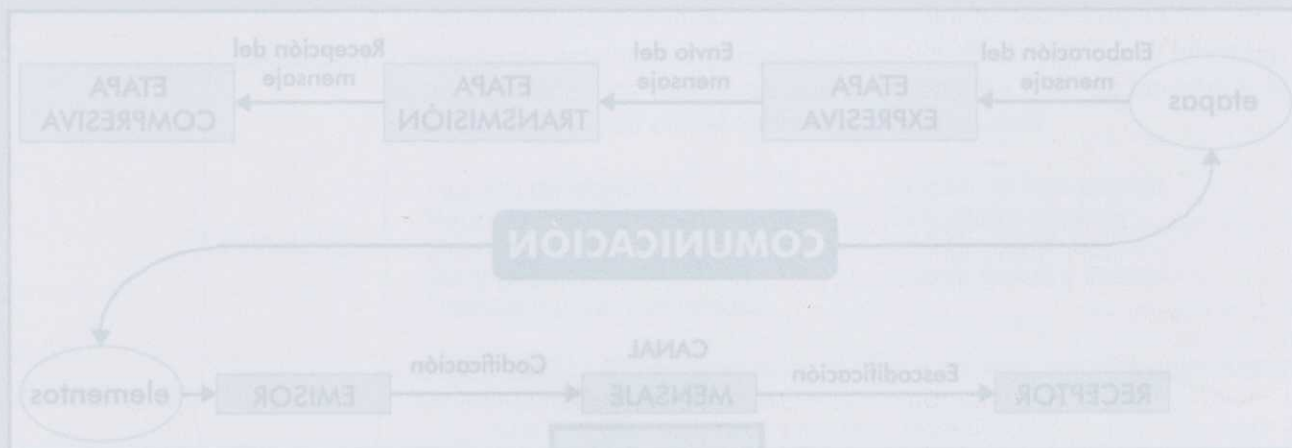 Elaboración del
mensaje
Envío del
mensaje
Recepción del
mensaje
etapas
ETAPA
EXPRESIVA
ETAPA
TRANSMISIÓN
ETAPA
COMPRESIVA
COMUNICACIÓN
elementos
EMISOR
Codificación
CANAL
MENSAJE
Eescodificación
RECEPTOR